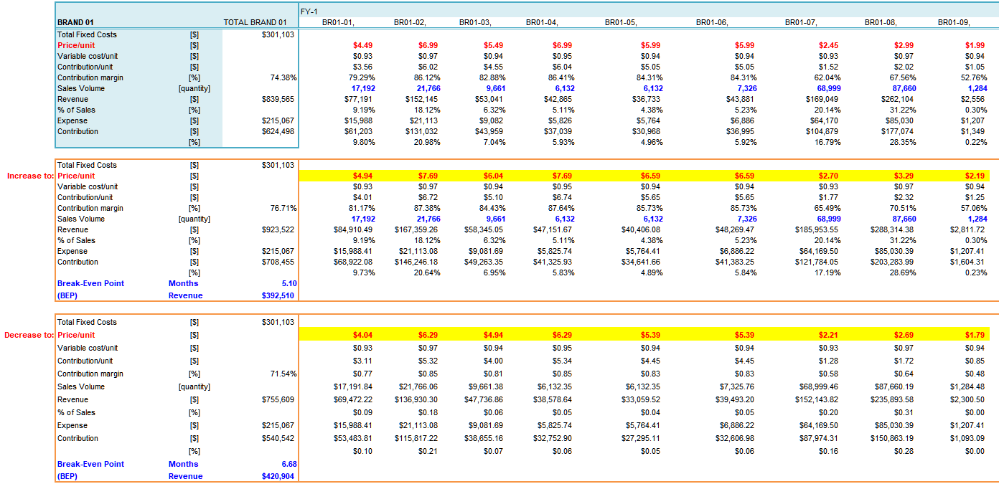 FY-1
BRAND 01 TOTAL BRAND 01 BR01-01, BR01-02, BR01-03, BR01-04, BR01-05, BR01-06, BR01-07, BR01-08, BR01-09,
Total Fixed Costs [$] $301,103
Price/unit [$] $4.49 $6.99 $5.49 $6.99 $5.99 $5.99 $2.45 $2.99 $1.99
Variable cost/unit [$] $0.93 $0.97 $0.94 $0.95 $0.94 $0.94 $0.93 $0.97 $0.94
Contribution/unit [$] $3.56 $6.02 $4.55 $6.04 $5.05 $5.05 $1.52 $2.02 $1.05
Contribution margin [%] 74.38% 79.29% 86.12% 82.88% 86.41% 84.31% 84.31% 62.04% 67.56% 52.76%
Sales Volume [quantity] 17,192 21,766 9,661 6,132 6,132 7,326 68,999 87,660 1,284
Revenue [$] $839,565 $77,191 $152,145 $53,041 $42,865 $36,733 $43,881 $169,049 $262,104 $2,556
% of Sales [%] 9.19% 18.12% 6.32% 5.11% 4.38% 5.23% 20.14% 31.22% 0.30%
Expense [$] $215,067 $15,988 $21,113 $9,082 $5,826 $5,764 $6,886 $64,170 $85,030 $1,207
Contribution [$] $624,498 $61,203 $131,032 $43,959 $37,039 $30,968 $36,995 $104,879 $177,074 $1,349
[%] 9.80% 20.98% 7.04% 5.93% 4.96% 5.92% 16.79% 28.35% 0.22%
Total Fixed Costs [$] $301,103
Increase to: Price/unit [$] $4.94 $7.69 $6.04 $7.69 $6.59 $6.59 $2.70 $3.29 $2.19
Variable cost/unit [$] $0.93 $0.97 $0.94 $0.95 $0.94 $0.94 $0.93 $0.97 $0.94
Contribution/unit [$] $4.01 $6.72 $5.10 $6.74 $5.65 $5.65 $1.77 $2.32 $1.25
Contribution margin [%] 76.71% 81.17% 87.38% 84.43% 87.64% 85.73% 85.73% 65.49% 70.51% 57.06%
Sales Volume [quantity] 17,192 21,766 9,661 6,132 6,132 7,326 68,999 87,660 1,284
Revenue [$] $923,522 $84,910.49 $167,359.26 $58,345.05 $47,151.67 $40,406.08 $48,269.47 $185,953.55 $288,314.38 $2,811.72
% of Sales [%] 9.19% 18.12% 6.32% 5.11% 4.38% 5.23% 20.14% 31.22% 0.30%
Expense [$] $215,067 $15,988.41 $21,113.08 $9,081.69 $5,825.74 $5,764.41 $6,886.22 $64,169.50 $85,030.39 $1,207.41
Contribution [$] $708,455 $68,922.08 $146,246.18 $49,263.35 $41,325.93 $34,641.66 $41,383.25 $121,784.05 $203,283.99 $1,604.31
[%] 9.73% 20.64% 6.95% 5.83% 4.89% 5.84% 17.19% 28.69% 0.23%
Break-Even Point Months 5.10
(BEP) Revenue $392,510
Total Fixed Costs [$] $301,103
Decrease to: Price/unit [$] $4.04 $6.29 $4.94 $6.29 $5.39 $5.39 $2.21 $2.69 $1.79
Variable cost/unit [$] $0.93 $0.97 $0.94 $0.95 $0.94 $0.94 $0.93 $0.97 $0.94
Contribution/unit [$] $3.11 $5.32 $4.00 $5.34 $4.45 $4.45 $1.28 $1.72 $0.85
Contribution margin [%] 71.54% $0.77 $0.85 $0.81 $0.85 $0.83 $0.83 $0.58 $0.64 $0.48
Sales Volume [quantity] $17,191.84 $21,766.06 $9,661.38 $6,132.35 $6,132.35 $7,325.76 $68,999.46 $87,660.19 $1,284.48
Revenue [$] $755,609 $69,472.22 $136,930.30 $47,736.86 $38,578.64 $33,059.52 $39,493.20 $152,143.82 $235,893.58 $2,300.50
% of Sales [%] $0.09 $0.18 $0.06 $0.05 $0.04 $0.05 $0.20 $0.31 $0.00
Expense [$] $215,067 $15,988.41 $21,113.08 $9,081.69 $5,825.74 $5,764.41 $6,886.22 $64,169.50 $85,030.39 $1,207.41
Contribution [$] $540,542 $53,483.81 $115,817.22 $38,655.16 $32,752.90 $27,295.11 $32,606.98 $87,974.31 $150,863.19 $1,093.09
[%] $0.10 $0.21 $0.07 $0.06 $0.05 $0.06 $0.16 $0.28 $0.00
Break-Even Point Months 6.68
(BEP) Revenue $420,904